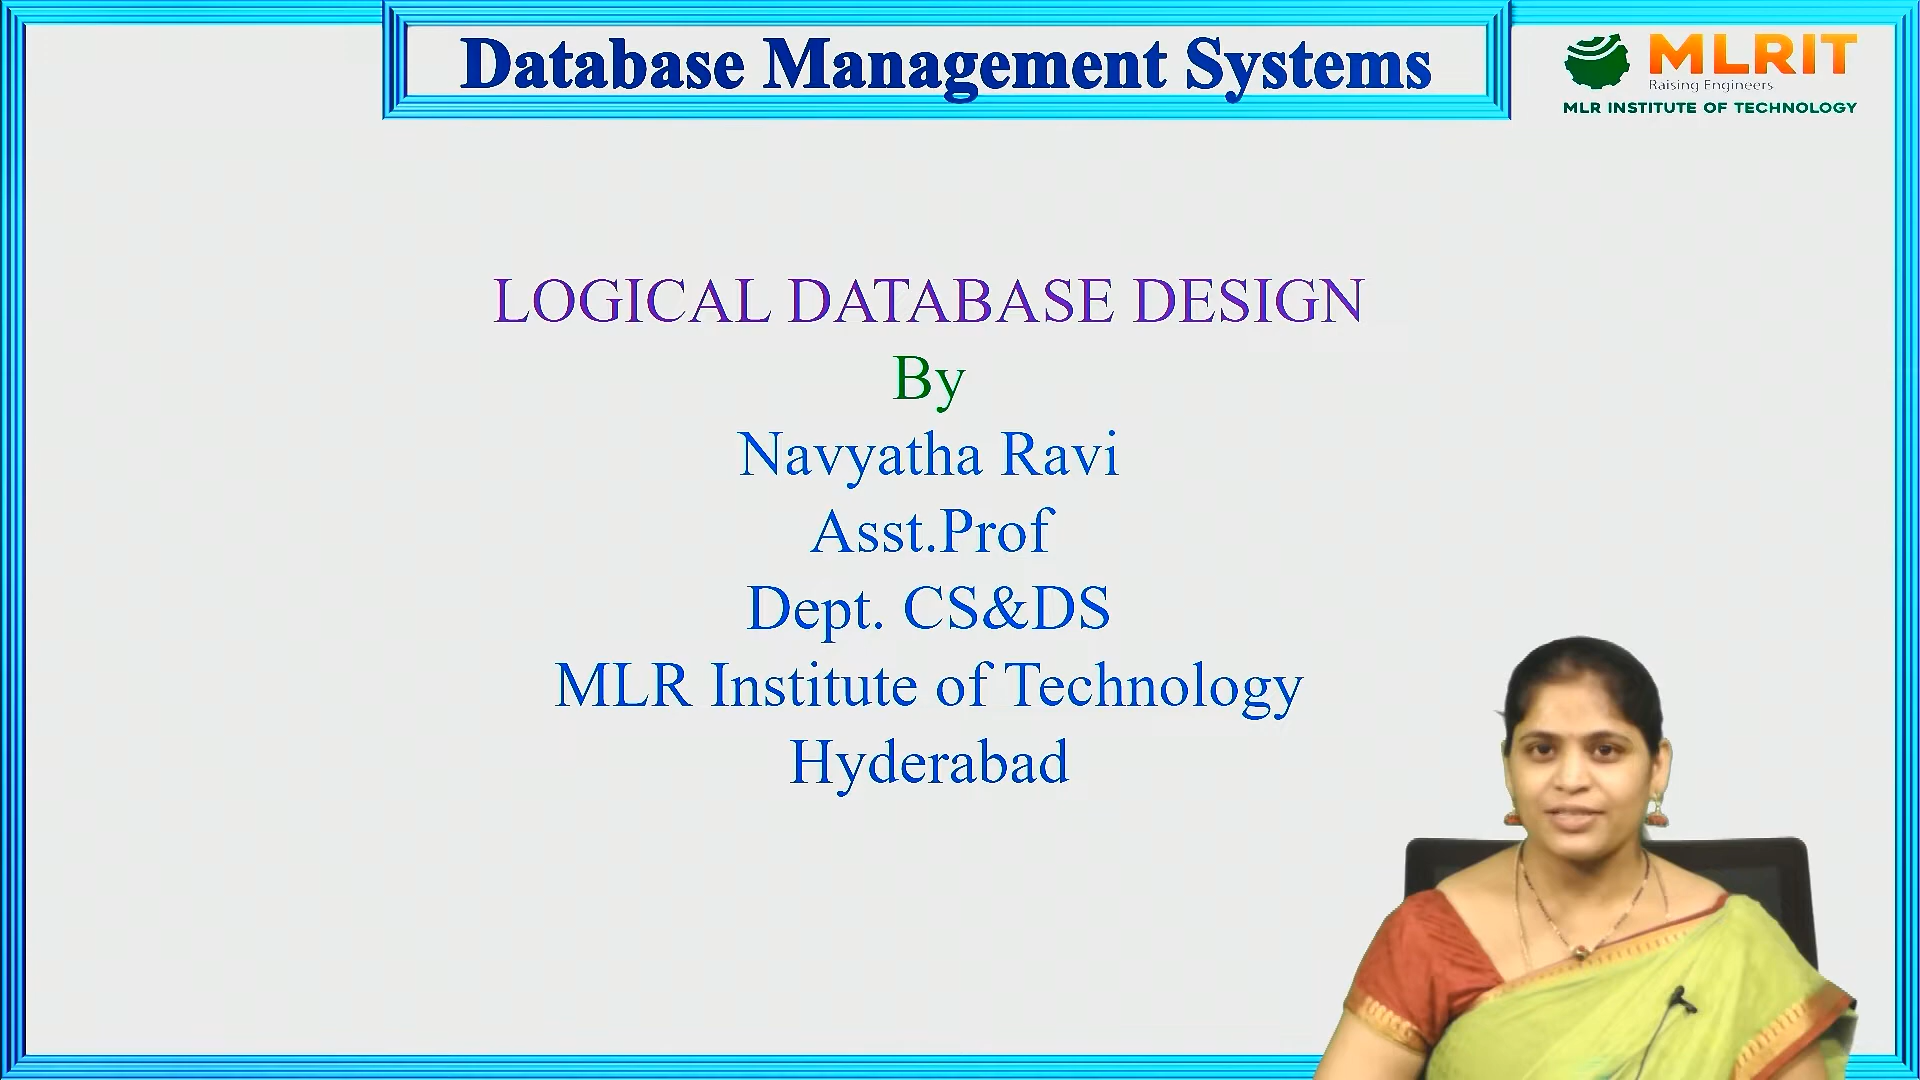 Database Management Systems
MLRIT
Raising Engineers
MLR INSTITUTE OF TECHNOLOGY
LOGICAL DATABASE DESIGN
By
Navyatha Ravi
Asst.Prof
Dept. CS&DS
MLR Institute of Technology
Hyderabad